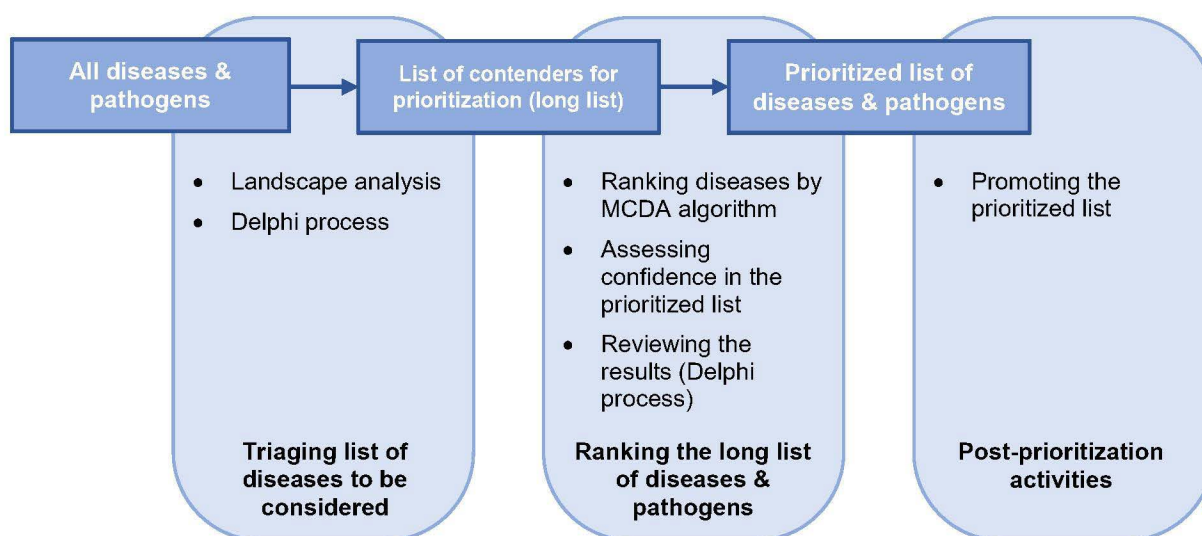 All diseases &
pathogens
List of contenders for
prioritization (long list)
Prioritized list of
diseases & pathogens
• Landscape analysis
• Delphi process
Triaging list of
diseases to be
considered
• Ranking diseases by
MCDA algorithm
• Assessing
confidence in the
prioritized list
• Reviewing the
results (Delphi
process)
Ranking the long list
of diseases &
pathogens
• Promoting the
prioritized list
Post-prioritization
activities